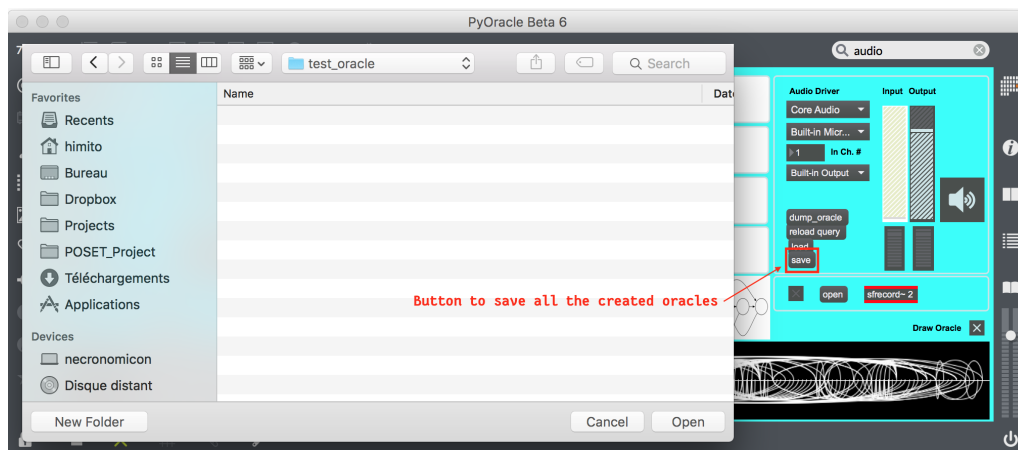 PyOracle Beta 6
7
test_oracle
Search
audio
Favorites
Recents
himito
Bureau
Dropbox
Projects
POSET_Project
Téléchargements
Applications
Devices
necronomicon
Disque distant
Name
Date
Audio Driver
Input Output
Core Audio
Built-in Micr...
1 In Ch. #
Built-in Output
dump_oracle
reload query
load
save
Button to save all the created oracles
open
sfrecord~ 2
Draw Oracle
New Folder
Cancel
Open